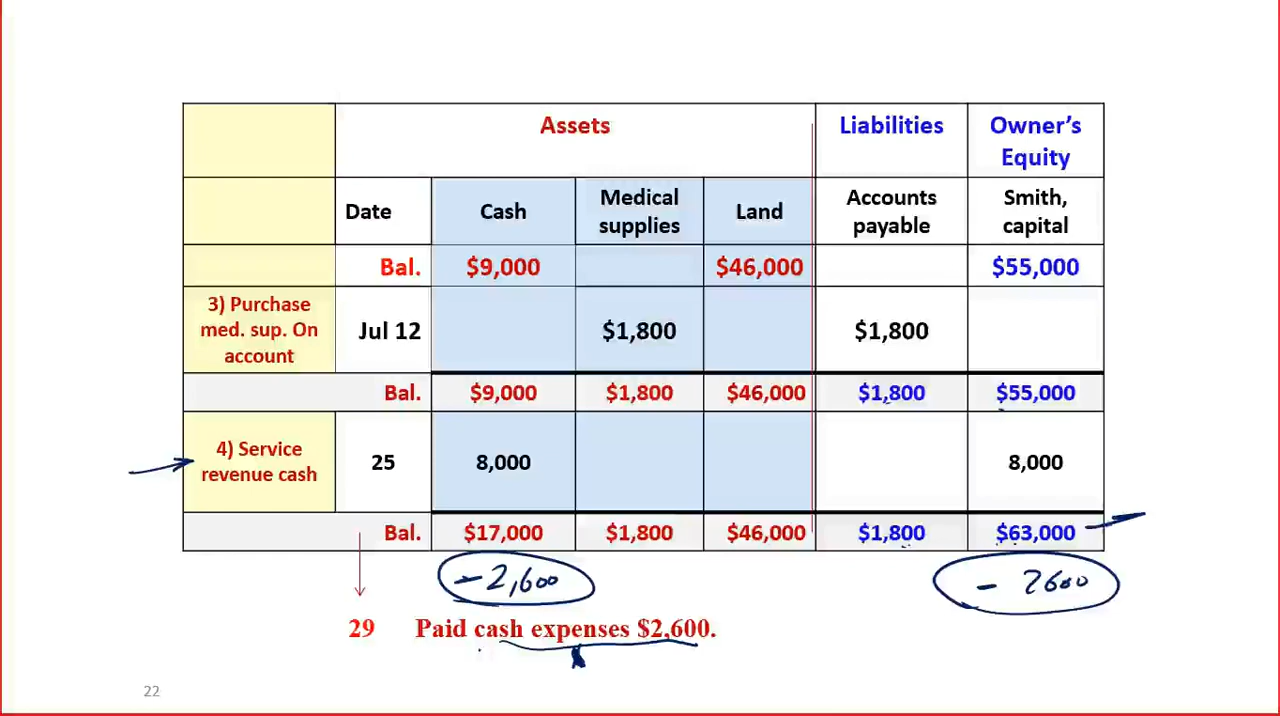 Assets Liabilities Owner's
Equity
Date Cash Medical
supplies Land Accounts
payable Smith,
capital
Bal. $9,000 $46,000 $55,000
3) Purchase
med. sup. On
account Jul 12 $1,800 $1,800
Bal. $9,000 $1,800 $46,000 $1,800 $55,000
4) Service
revenue cash 25 8,000 8,000
Bal. $17,000 $1,800 $46,000 $1,800 $63,000
-2,600 - 2600
29 Paid cash expenses $2,600.
22